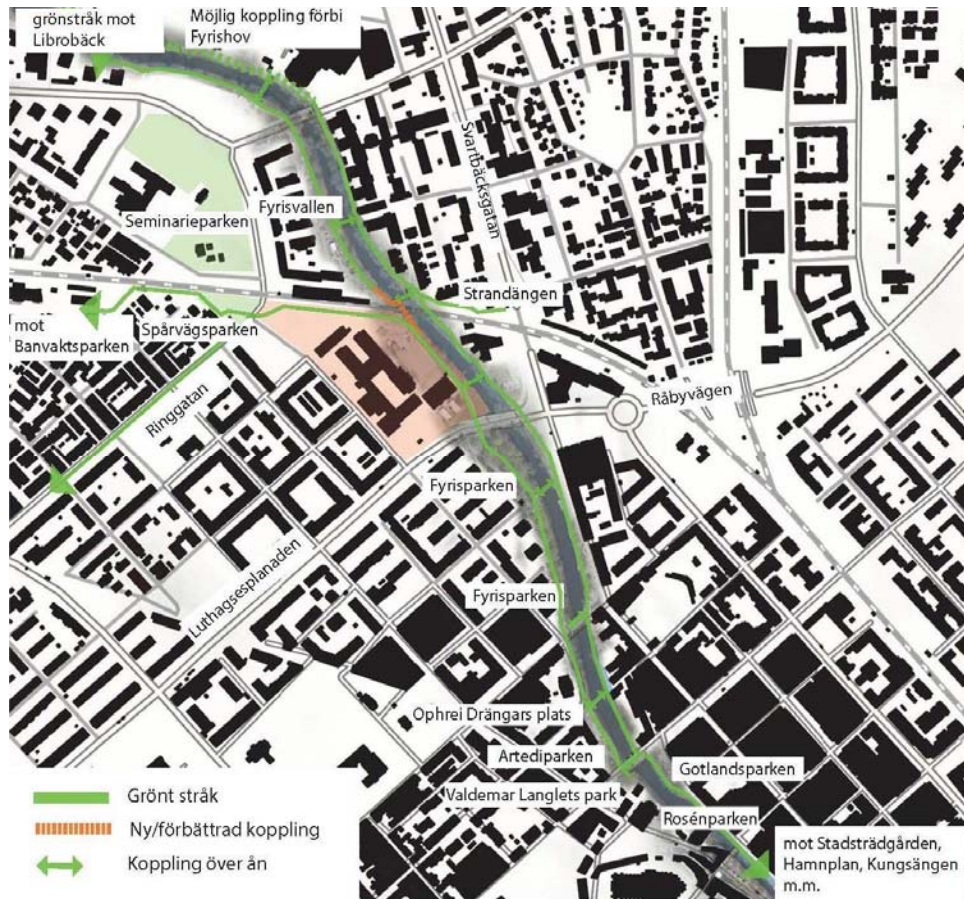 grönstråk mot
Librobäck
Möjlig koppling förbi
Fyrishov
Svartbäcksgatan
Fyrisvallen
Seminarieparken
Strandängen
mot
Banvaktsparken
Spårvägsparken
Ringgatan
Råbyvägen
Fyrisparken
Luthagsesplanaden
Fyrisparken
Ophrei Drängars plats
Artediparken
Gotlandsparken
Valdemar Langlets park
Rosénparken
Grönt stråk
Ny/förbättrad koppling
Koppling över ån
mot Stadsträdgården,
Hamnplan, Kungsängen
m.m.